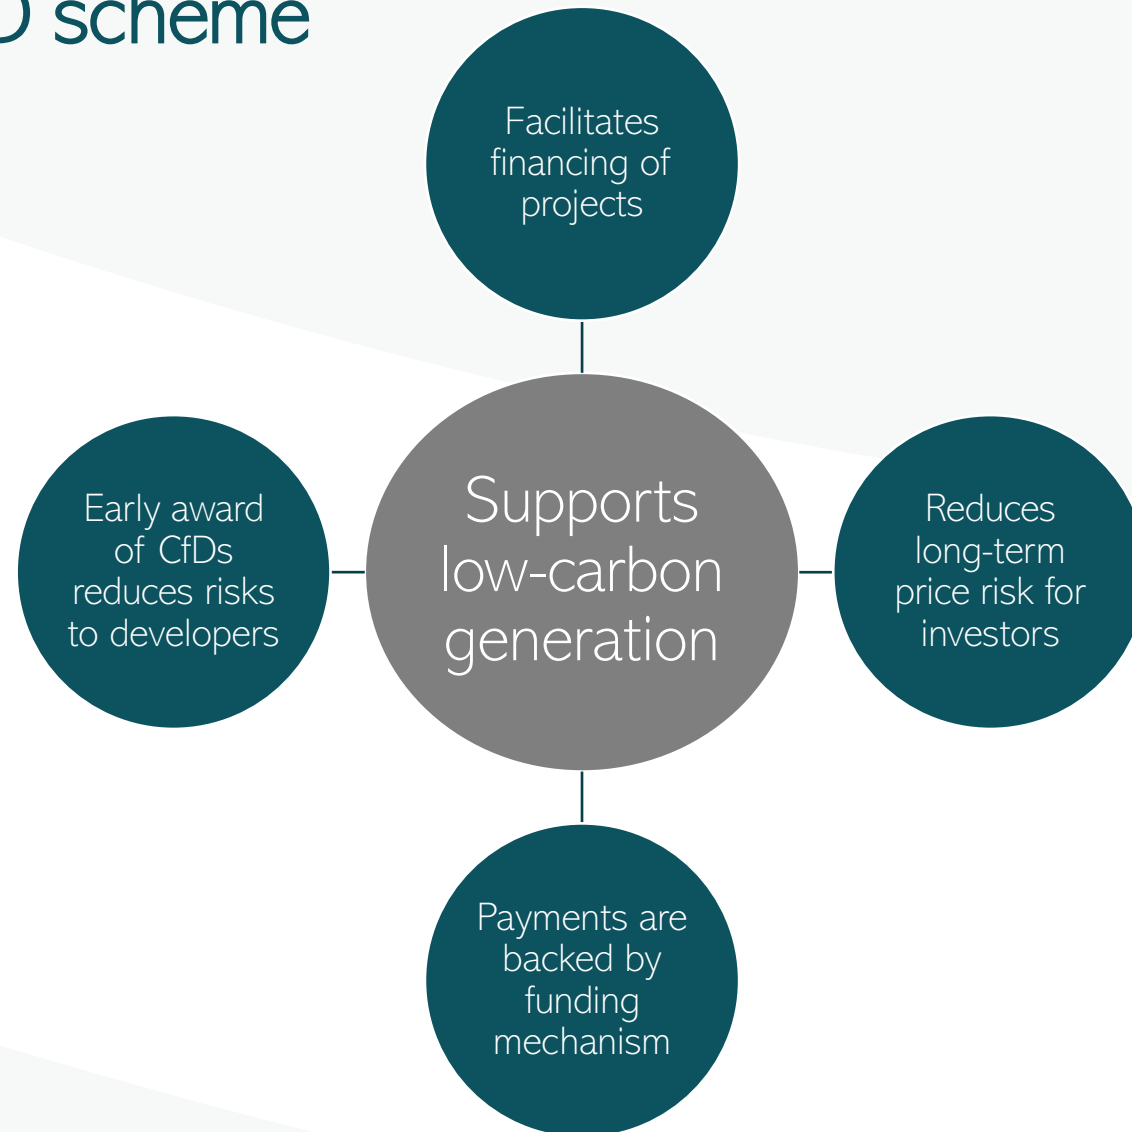 D scheme
Facilitates
financing of
projects
Early award
of CfDs
reduces risks
to developers
Supports
low-carbon
generation
Reduces
long-term
price risk for
investors
Payments are
backed by
funding
mechanism